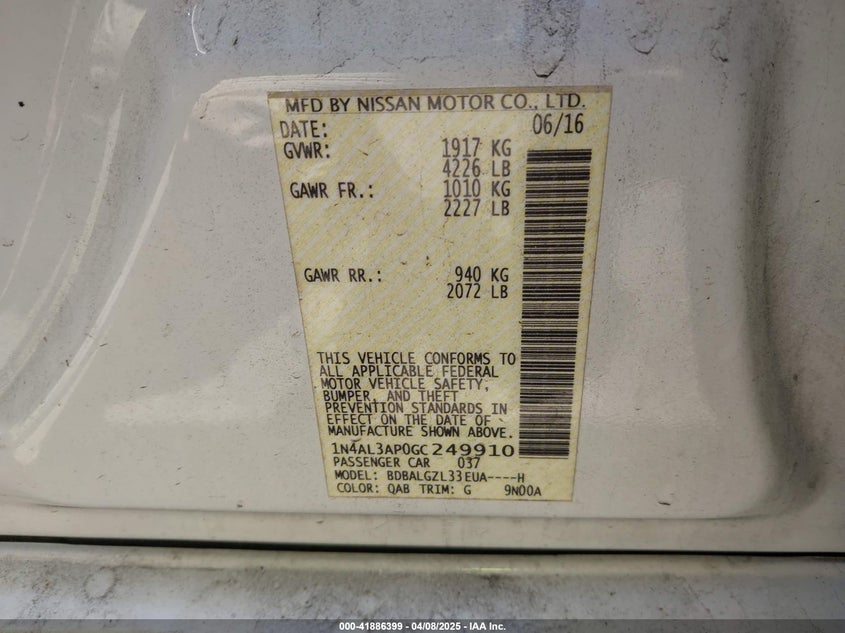 MFD BY NISSAN MOTOR CO., LTD.
DATE: 06/16
GVWR: 1917 KG
4226 LB
GAWR FR.: 1010 KG
2227 LB
GAWR RR.: 940 KG
2072 LB
THIS VEHICLE CONFORMS TO
ALL APPLICABLE FEDERAL
MOTOR VEHICLE SAFETY,
BUMPER, AND THEFT
PREVENTION STANDARDS IN
EFFECT ON THE DATE OF
MANUFACTURE SHOWN ABOVE.
1N4AL3AP0GC249910
PASSENGER CAR 037
MODEL: BDBALGZL33EUA----H
COLOR: QAB TRIM: G 9N00A
000-41886399 - 04/08/2025 - IAA Inc.